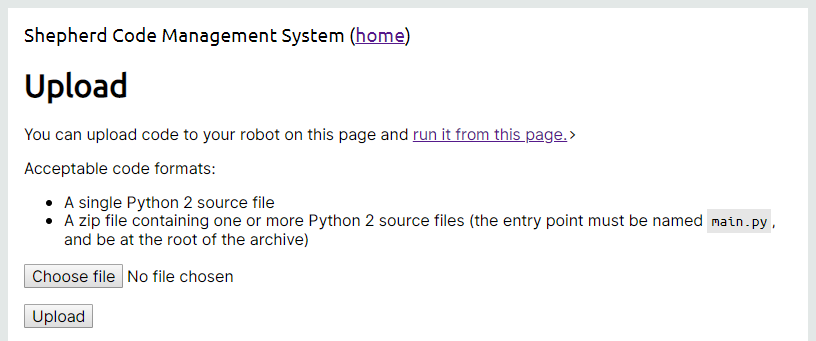 Shepherd Code Management System (home)
Upload
You can upload code to your robot on this page and run it from this page.>
Acceptable code formats:
• A single Python 2 source file
• A zip file containing one or more Python 2 source files (the entry point must be named main.py,
and be at the root of the archive)
Choose file No file chosen
Upload